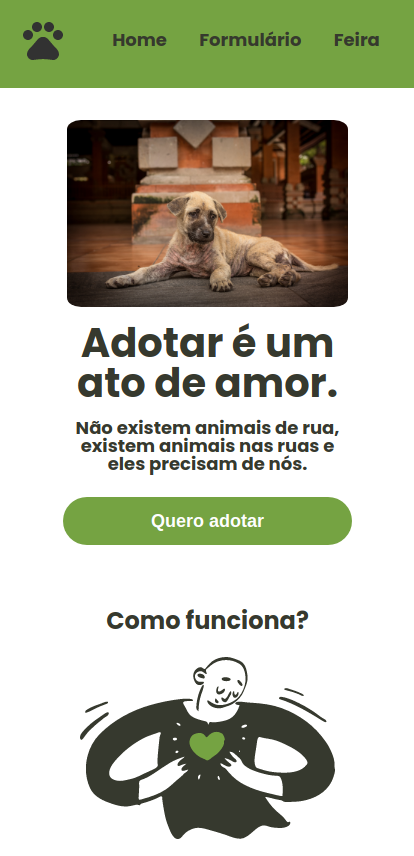 Home Formulário Feira
Adotar é um
ato de amor.
Não existem animais de rua,
existem animais nas ruas e
eles precisam de nós.
Quero adotar
Como funciona?